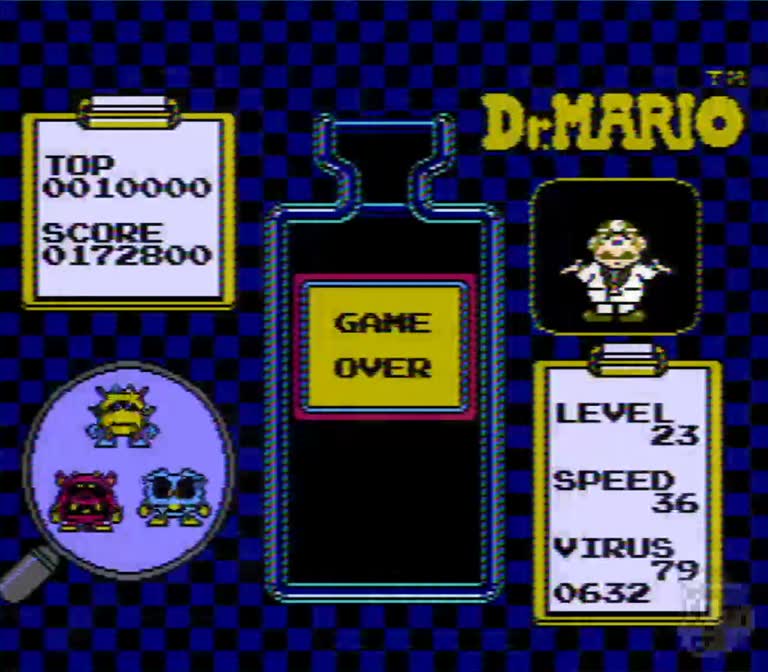 TM
Dr. MARIO
TOP
0010000
SCORE
0172800
GAME
OVER
LEVEL
23
SPEED
36
VIRUS
79
0632